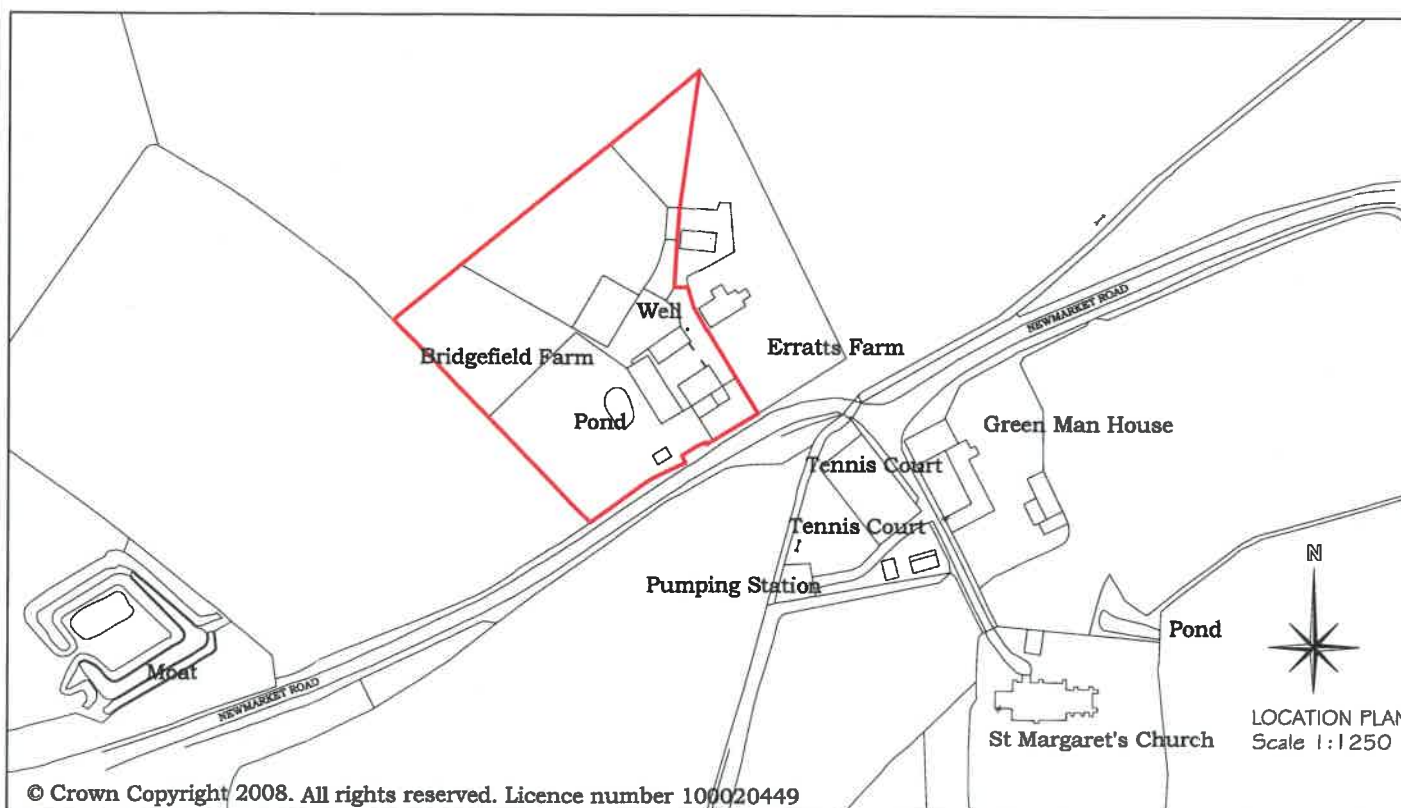 NEWMARKET ROAD
Well
Bridgefield Farm
Erratts Farm
Pond
Green Man House
Tennis Court
Tennis Court
Pumping Station
N
Pond
Moat
NEWMARKET ROAD
St Margaret's Church
LOCATION PLAN
Scale 1:1250
© Crown Copyright 2008. All rights reserved. Licence number 100020449